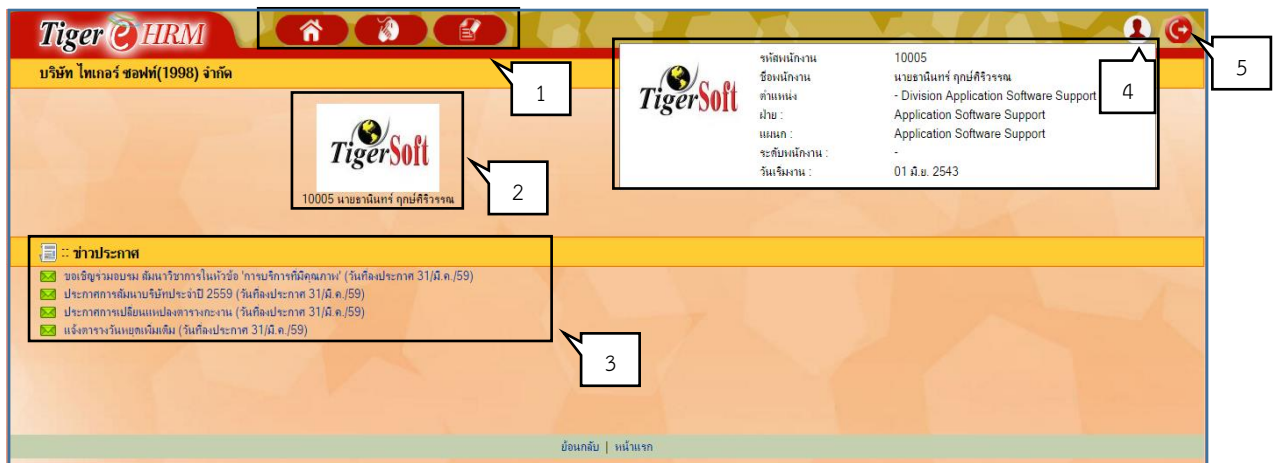 Tiger e HRM
บริษัท ไทเกอร์ ซอฟท์(1998) จำกัด
1
TigerSoft
รหัสพนักงาน 10005
ชื่อพนักงาน นายธานินทร์ ฤกษ์ศิริวรรณ
ตำแหน่ง - Division Application Software Support
ฝ่าย : Application Software Support
แผนก : Application Software Support
ระดับพนักงาน : -
วันเริ่มงาน : 01 มิ.ย. 2543
4
5
TigerSoft
10005 นายธานินทร์ ฤกษ์ศิริวรรณ
2
:: ข่าวประกาศ
ขอเชิญร่วมอบรม สัมนาวิชาการในหัวข้อ 'การบริการที่มีคุณภาพ' (วันที่ลงประกาศ 31/มี.ค./59)
ประกาศการสัมนาบริษัทประจำปี 2559 (วันที่ลงประกาศ 31/มี.ค./59)
ประกาศการเปลี่ยนแปลงตารางกะงาน (วันที่ลงประกาศ 31/มี.ค./59)
แจ้งตารางวันหยุดเพิ่มเติม (วันที่ลงประกาศ 31/มี.ค./59)
3
ย้อนกลับ | หน้าแรก